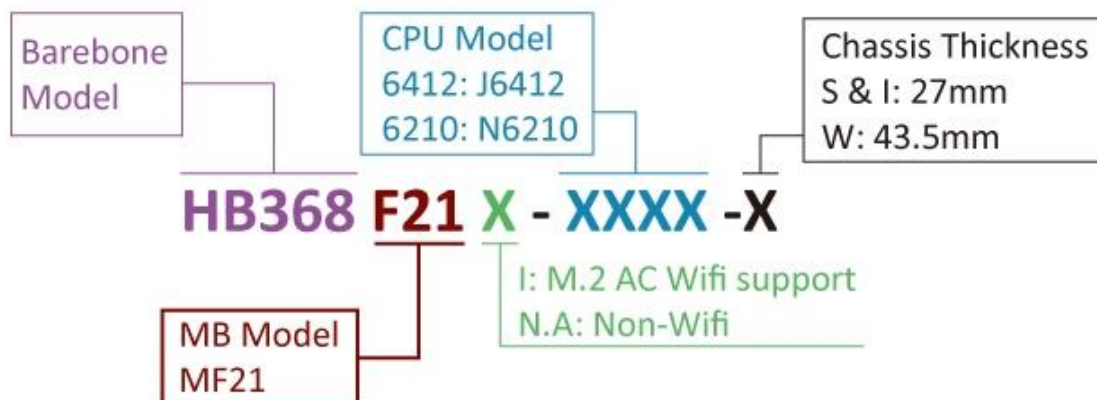 Barebone
Model
CPU Model
6412: J6412
6210: N6210
Chassis Thickness
S & I: 27mm
W: 43.5mm
HB368 F21 X - XXXX -X
I: M.2 AC Wifi support
N.A: Non-Wifi
MB Model
MF21